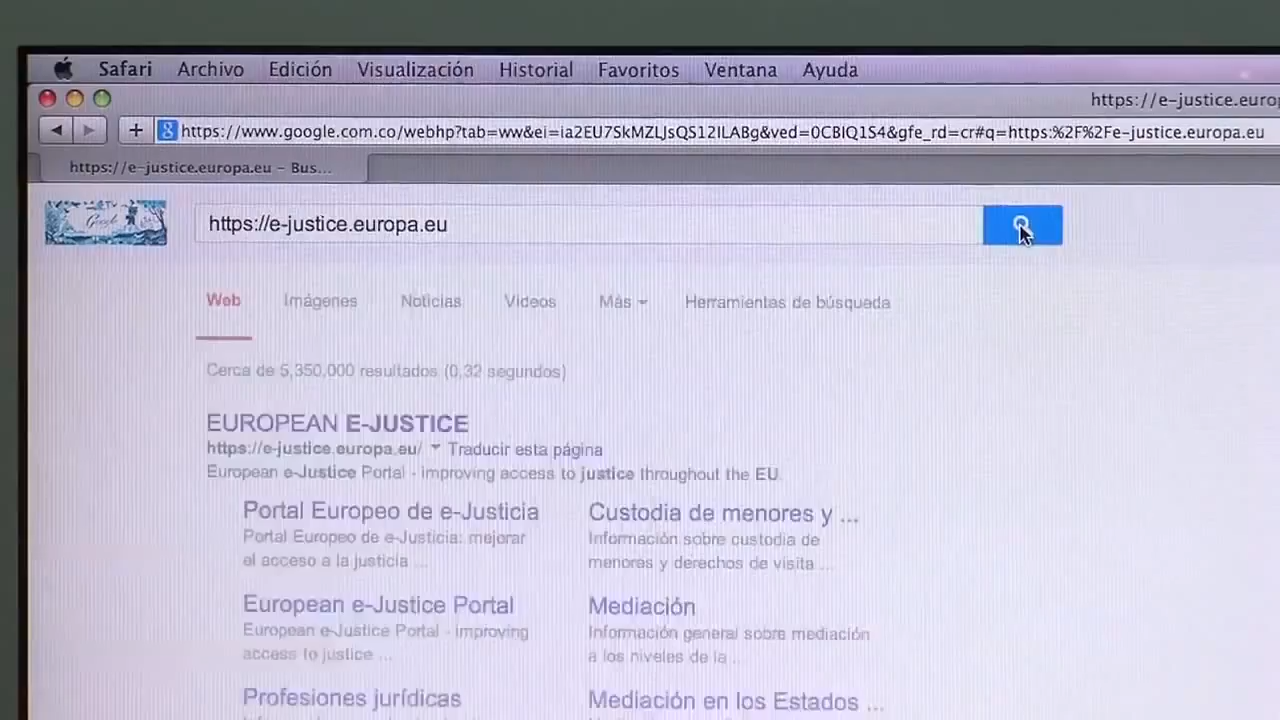 Safari Archivo Edición Visualización Historial Favoritos Ventana Ayuda
https://e-justice.euro
https://www.google.com.co/webhp?tab=ww&ei=ia2EU7SkMZLJsQS12ILABg&ved=0CBIQ1S4&gfe_rd=cr#q=https:%2F%2Fe-justice.europa.eu
https://e-justice.europa.eu - Bus...
Google
https://e-justice.europa.eu
Web Imágenes Noticias Videos Más Herramientas de búsqueda
Cerca de 5,350,000 resultados (0,32 segundos)
EUROPEAN E-JUSTICE
https://e-justice.europa.eu/ Traducir esta página
European e-Justice Portal - improving access to justice throughout the EU.
Portal Europeo de e-Justicia
Portal Europeo de e-Justicia: mejorar
el acceso a la justicia ...
Custodia de menores y ...
Información sobre custodia de
menores y derechos de visita ...
European e-Justice Portal
European e-Justice Portal - improving
access to justice ...
Mediación
Información general sobre mediación
a los niveles de la ...
Profesiones jurídicas
Mediación en los Estados ...